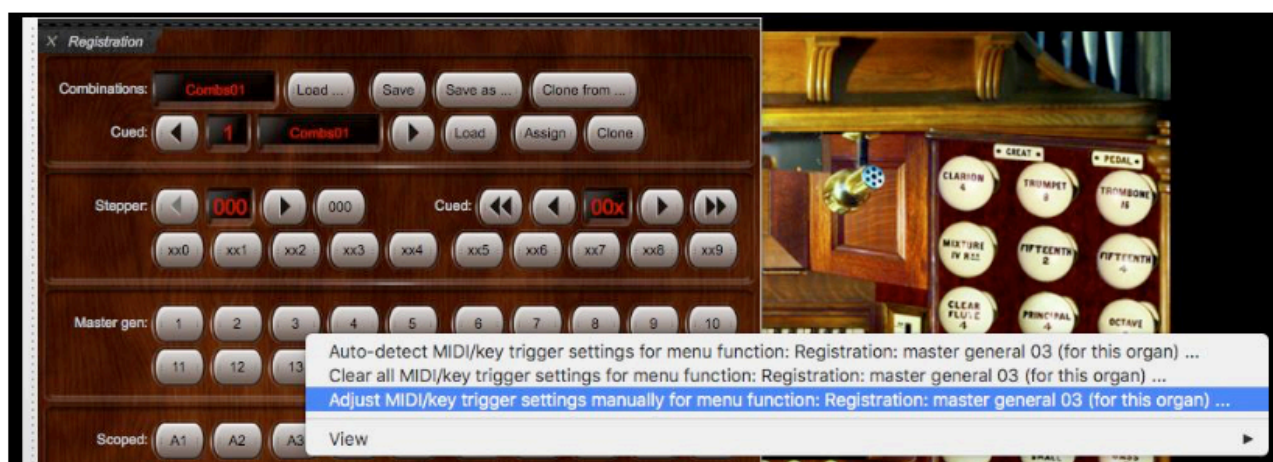 X Registration
Combinations: Combs01 Load ... Save Save as ... Clone from ...
Cued: 1 Combs01 Load Assign Clone
Stepper: 000 000 Cued: 00x
xx0 xx1 xx2 xx3 xx4 xx5 xx6 xx7 xx8 xx9
Master gen: 1 2 3 4 5 6 7 8 9 10
11 12 13
Auto-detect MIDI/key trigger settings for menu function: Registration: master general 03 (for this organ) ...
Clear all MIDI/key trigger settings for menu function: Registration: master general 03 (for this organ) ...
Adjust MIDI/key trigger settings manually for menu function: Registration: master general 03 (for this organ) ...
View
Scoped: A1 A2 A3
GREAT PEDAL
CLARION
4
TRUMPET
8
TROMBONE
16
MIXTURE
IV RKS
FIFTEENTH
2
FIFTEENTH
4
CLEAR
FLUTE
4
PRINCIPAL
4
OCTAVE
SMALL
BASS